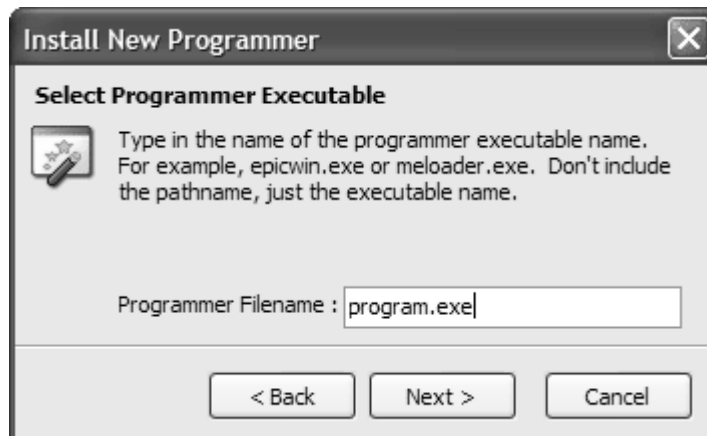 Install New Programmer
Select Programmer Executable
Type in the name of the programmer executable name.
For example, epicwin.exe or meloader.exe.  Don't include
the pathname, just the executable name.
Programmer Filename : program.exe
< Back
Next >
Cancel